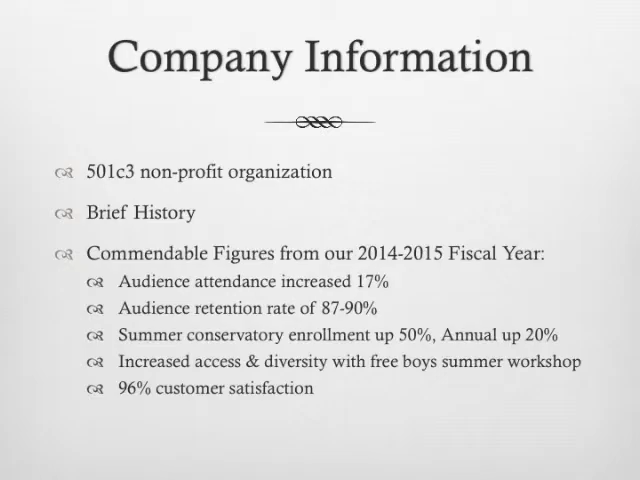 Company Information
501c3 non-profit organization
Brief History
Commendable Figures from our 2014-2015 Fiscal Year:
Audience attendance increased 17%
Audience retention rate of 87-90%
Summer conservatory enrollment up 50%, Annual up 20%
Increased access & diversity with free boys summer workshop
96% customer satisfaction